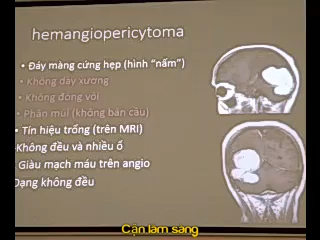 hemangiopericytoma
• Đáy màng cứng hẹp (hình “nấm”)
• Không dày xương
• Không đóng vôi
• Phân múi (không bán cầu)
• Tín hiệu trống (trên MRI)
Không đều và nhiều ổ
Giàu mạch máu trên angio
Dạng không đều
Cận lâm sàng